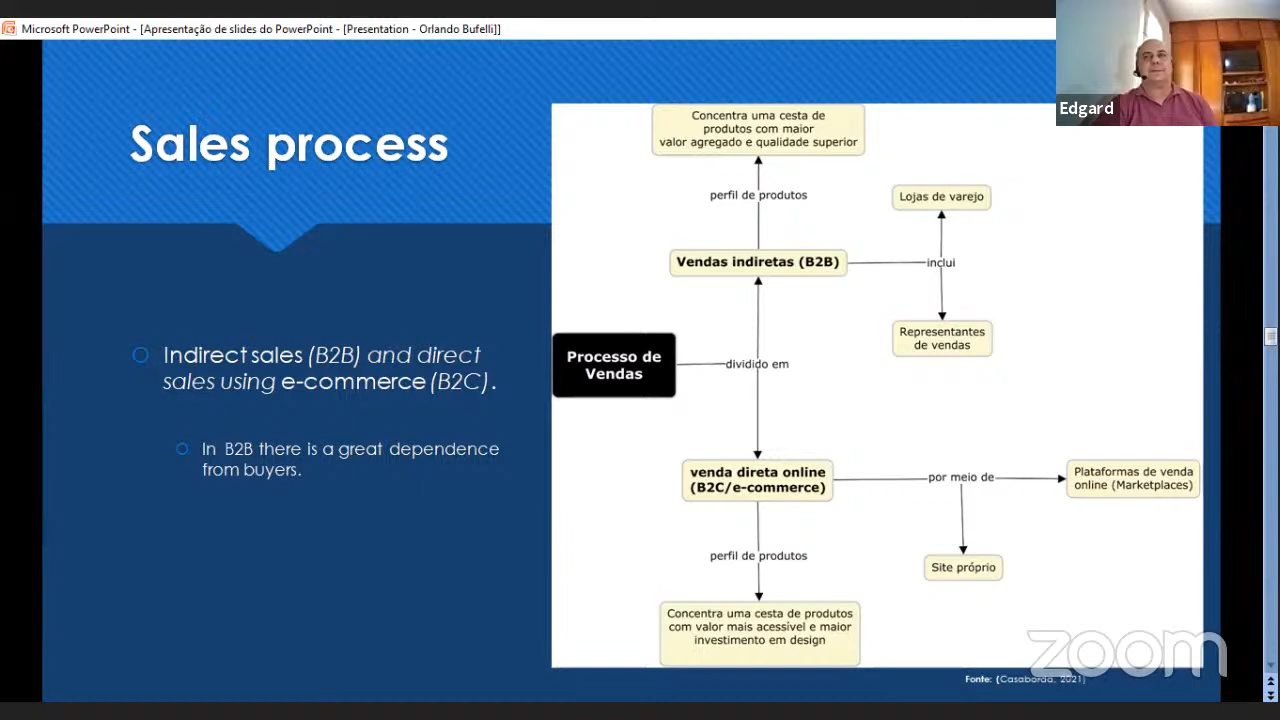 Microsoft PowerPoint - [Apresentação de slides do PowerPoint - [Presentation - Orlando Bufelli]]
Edgard
Sales process
Indirect sales (B2B) and direct
sales using e-commerce (B2C).
In B2B there is a great dependence
from buyers.
Concentra uma cesta de
produtos com maior
valor agregado e qualidade superior
perfil de produtos
Lojas de varejo
Vendas indiretas (B2B)
inclui
Representantes
de vendas
Processo de
Vendas
dividido em
venda direta online
(B2C/e-commerce)
por meio de
Plataformas de venda
online (Marketplaces)
perfil de produtos
Site próprio
Concentra uma cesta de produtos
com valor mais acessível e maior
investimento em design
zoom
Fonte: (Casaborda, 2021)